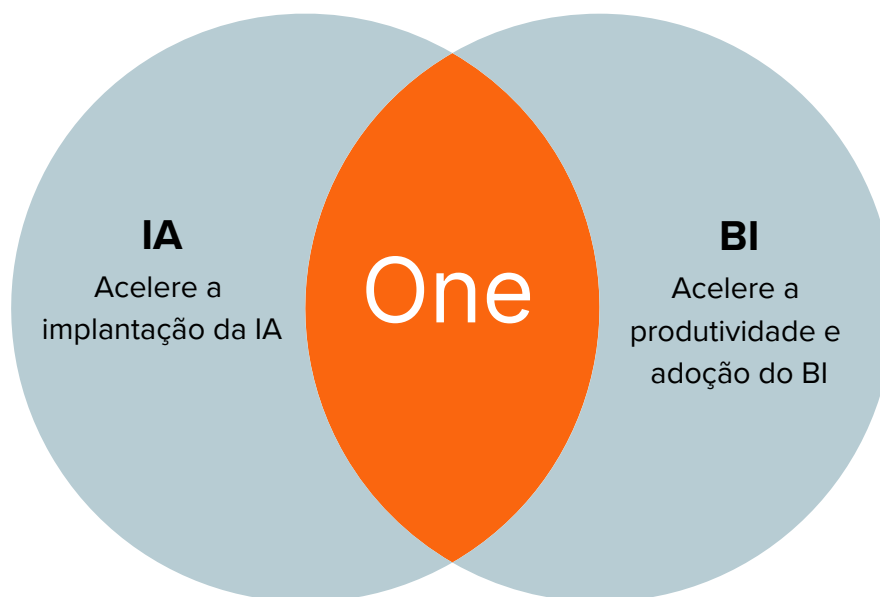 IA
Acelere a
implantação da IA
One
BI
Acelere a
produtividade e
adoção do BI